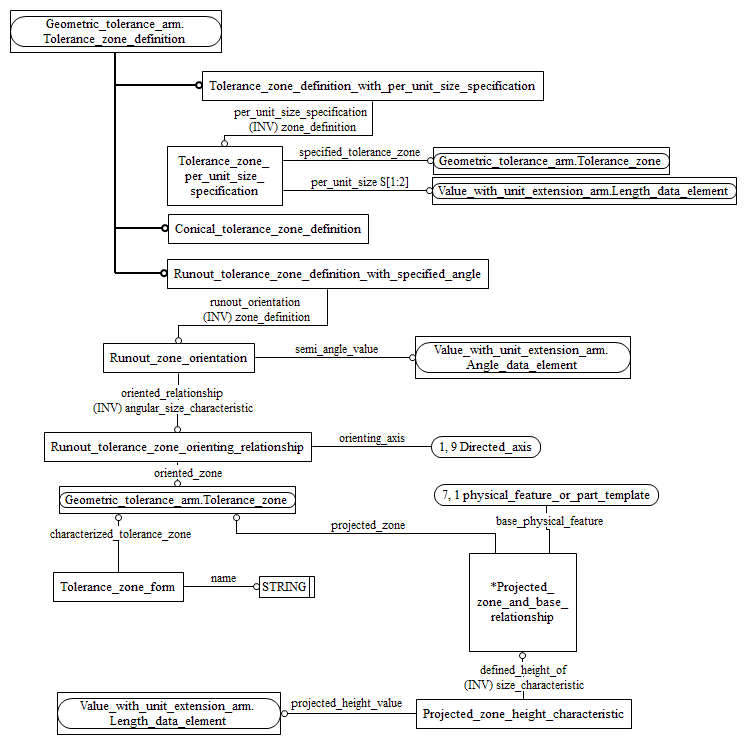 Geometric_tolerance_arm.
Tolerance_zone_definition
Tolerance_zone_definition_with_per_unit_size_specification
per_unit_size_specification
(INV) zone_definition
Tolerance_zone_
per_unit_size_
specification
specified_tolerance_zone
Geometric_tolerance_arm.Tolerance_zone
per_unit_size S[1:2]
Value_with_unit_extension_arm.Length_data_element
Conical_tolerance_zone_definition
Runout_tolerance_zone_definition_with_specified_angle
runout_orientation
(INV) zone_definition
Runout_zone_orientation
semi_angle_value
Value_with_unit_extension_arm.
Angle_data_element
oriented_relationship
(INV) angular_size_characteristic
Runout_tolerance_zone_orienting_relationship
orienting_axis
1, 9 Directed_axis
oriented_zone
Geometric_tolerance_arm.Tolerance_zone
7, 1 physical_feature_or_part_template
characterized_tolerance_zone
projected_zone
base_physical_feature
Tolerance_zone_form
name
STRING
*Projected_
zone_and_base_
relationship
defined_height_of
(INV) size_characteristic
Value_with_unit_extension_arm.
Length_data_element
projected_height_value
Projected_zone_height_characteristic